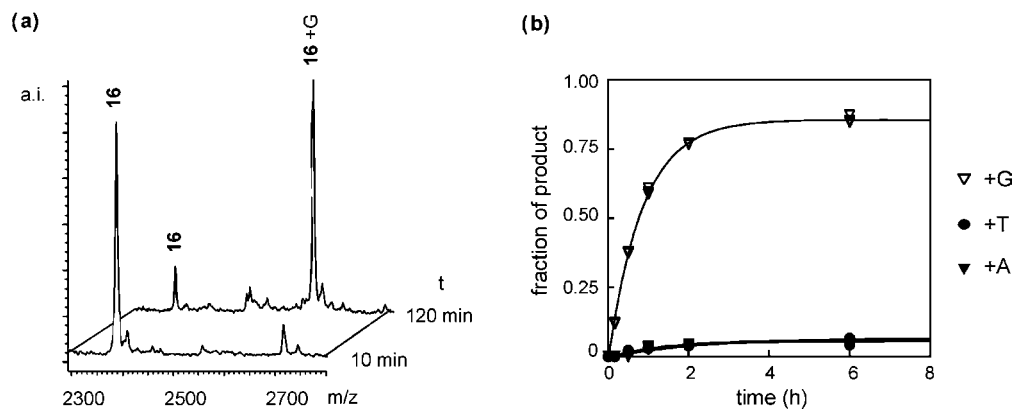 (a)
16 +G
a.i.
16
16
t
120 min
10 min
2300 2500 2700 m/z
(b)
1.00
0.75
0.50
0.25
0
fraction of product
0 2 4 6 8
time (h)
+G
+T
+A